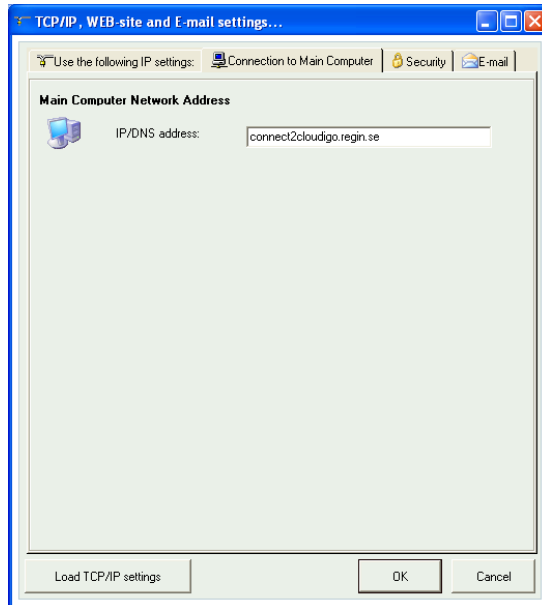 TCP/IP, WEB-site and E-mail settings...
Use the following IP settings: Connection to Main Computer Security E-mail
Main Computer Network Address
IP/DNS address: connect2cloudigo.regin.se
Load TCP/IP settings OK Cancel